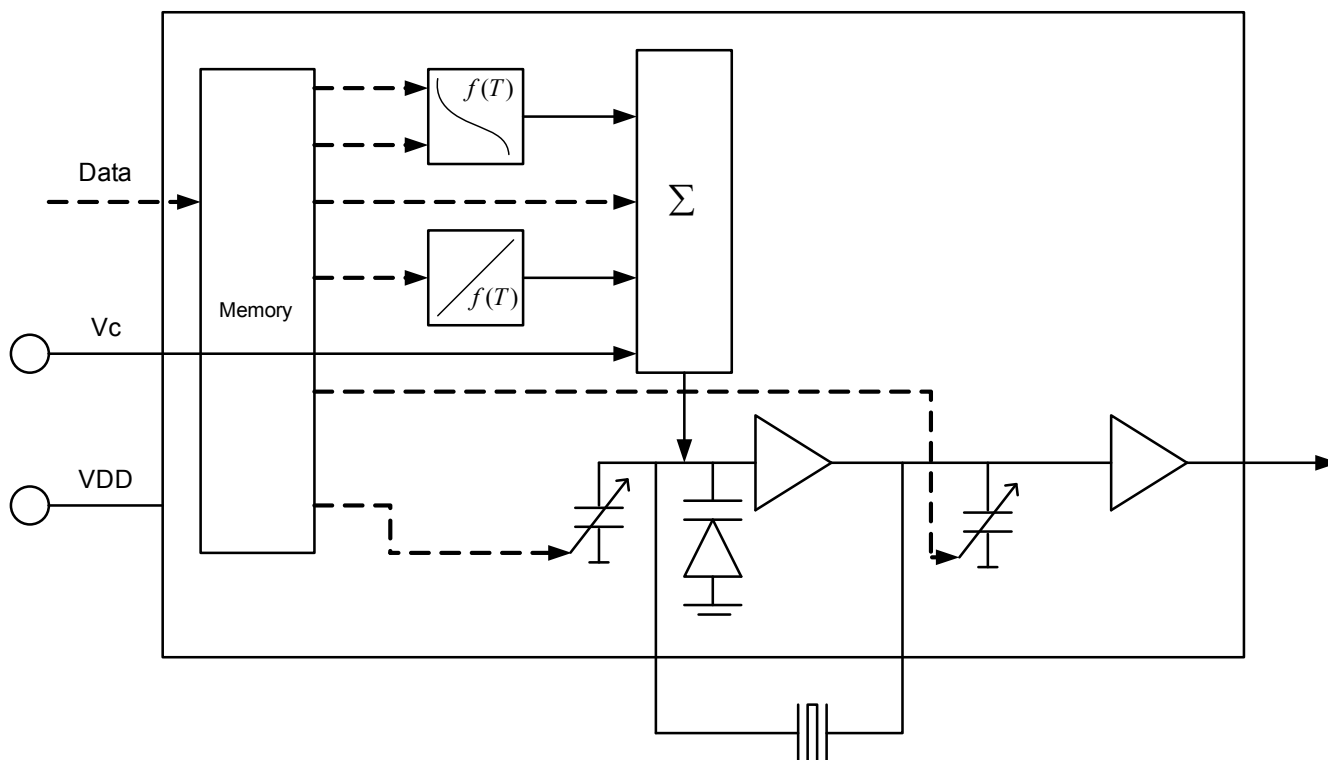 f(T)
Data
Σ
f(T)
Memory
Vc
VDD